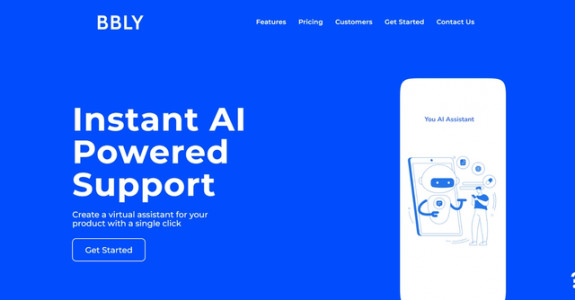 BBLY
Features Pricing Customers Get Started Contact Us
Instant AI
Powered
Support
Create a virtual assistant for your
product with a single click
Get Started
You AI Assistant
?